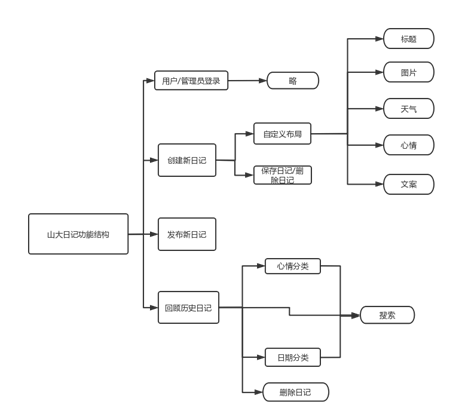 标题
用户/管理员登录
略
图片
天气
自定义布局
创建新日记
心情
保存日记/删
除日记
文案
山大日记功能结构
发布新日记
心情分类
回顾历史日记
搜索
日期分类
删除日记